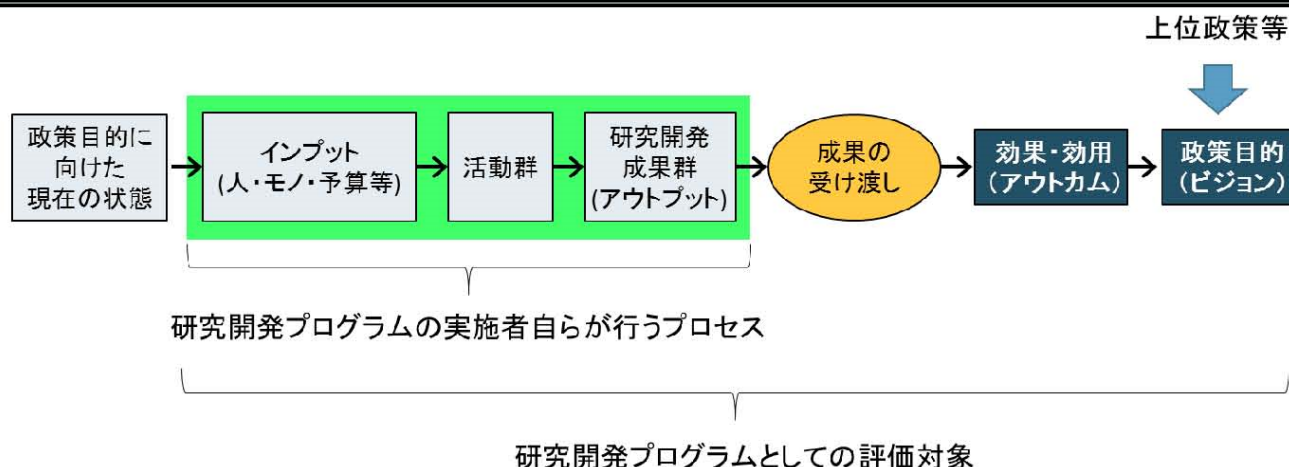 上位政策等
政策目的に
向けた
現在の状態
インプット
(人・モノ・予算等)
活動群
研究開発
成果群
(アウトプット)
成果の
受け渡し
効果・効用
(アウトカム)
政策目的
(ビジョン)
研究開発プログラムの実施者自らが行うプロセス
研究開発プログラムとしての評価対象